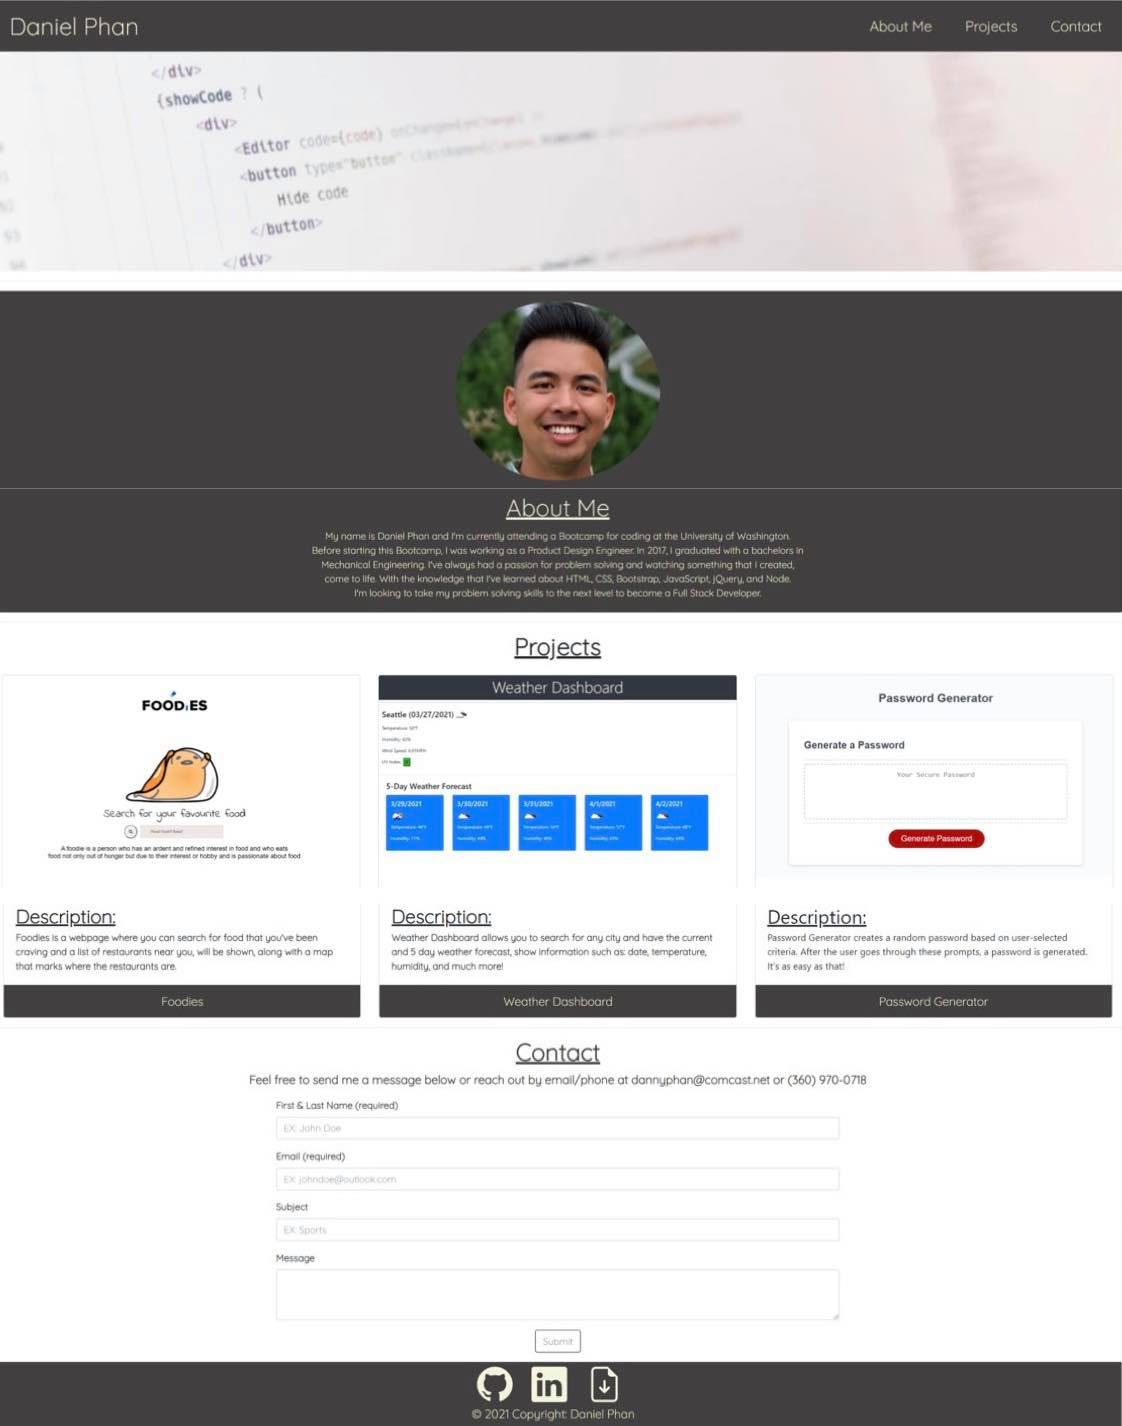 Daniel Phan
About Me Projects Contact
</div>
{showCode ? (
<div>
<Editor code={code} onChange={onChange} />
<button type="button" className=
Hide code
</button>
</div>
About Me
My name is Daniel Phan and I'm currently attending a Bootcamp for coding at the University of Washington.
Before starting this Bootcamp, I was working as a Product Design Engineer. In 2017, I graduated with a bachelors in
Mechanical Engineering. I've always had a passion for problem solving and watching something that I created,
come to life. With the knowledge that I've learned about HTML, CSS, Bootstrap, JavaScript, jQuery, and Node.
I'm looking to take my problem solving skills to the next level to become a Full Stack Developer.
Projects
FOODIES
Search for your favourite food
A foodie is a person who has an ardent and refined interest in food and who eats
food not only out of hunger but due to their interest or hobby and is passionate about food
Description:
Foodies is a webpage where you can search for food that you've been
craving and a list of restaurants near you, will be shown, along with a map
that marks where the restaurants are.
Foodies
Weather Dashboard
Seattle (03/27/2021)
Temperature: 50°F
Humidity: 62%
Wind Speed:
UV Index:
5-Day Weather Forecast
3/29/2021 3/30/2021 3/31/2021 4/1/2021 4/2/2021
Description:
Weather Dashboard allows you to search for any city and have the current
and 5 day weather forecast, show information such as: date, temperature,
humidity, and much more!
Weather Dashboard
Password Generator
Generate a Password
Your Secure Password
Generate Password
Description:
Password Generator creates a random password based on user-selected
criteria. After the user goes through these prompts, a password is generated.
It's as easy as that!
Password Generator
Contact
Feel free to send me a message below or reach out by email/phone at dannyphan@comcast.net or (360) 970-0718
First & Last Name (required)
EX: John Doe
Email (required)
EX: johndoe@outlook.com
Subject
EX: Sports
Message
Submit
in
© 2021 Copyright: Daniel Phan